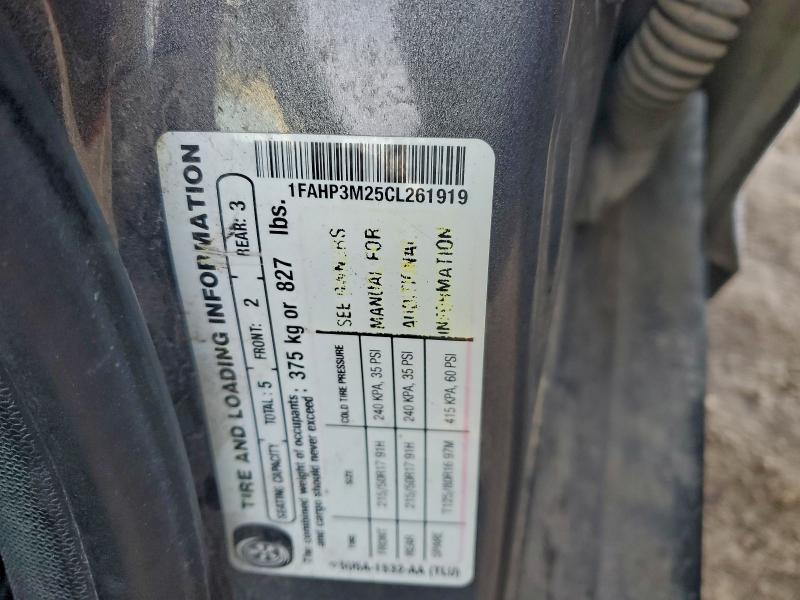 1FAHP3M25CL261919
TIRE AND LOADING INFORMATION
SEATING CAPACITY TOTAL: 5 FRONT: 2 REAR: 3
The combined weight of occupants and cargo should never exceed : 375 kg or 827 lbs.
TIRE SIZE COLD TIRE PRESSURE
FRONT 215/50R17 91H 240 KPA, 35 PSI
REAR 215/50R17 91H 240 KPA, 35 PSI
SPARE T125/80R16 97M 415 KPA, 60 PSI
SEE OWNERS
MANUAL FOR
ADDITIONAL
INFORMATION